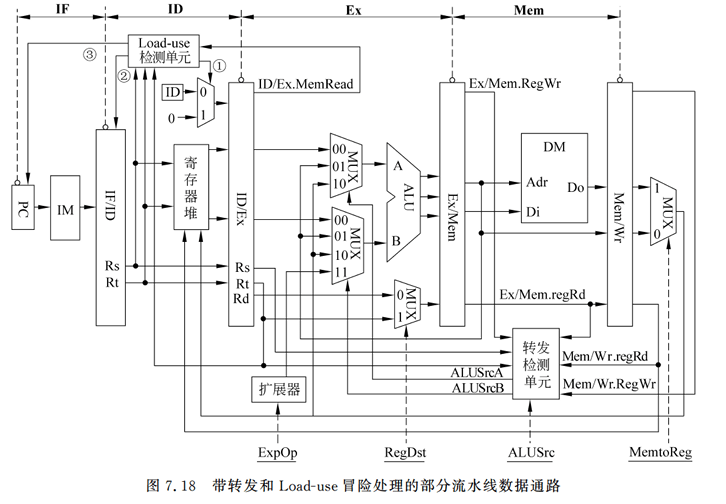 IF ID Ex Mem
Load-use
检测单元
③ ② ①
ID/Ex.MemRead
Ex/Mem.RegWr
ID 0
0 1
PC
IM
IF/ID
寄存器堆
ID/Ex
00
01
10
MUX
00
01
10
11
MUX
A
B
ALU
Ex/Mem
DM
Adr Do
Di
Mem/Wr
1
0
MUX
Rs
Rt
Rs
Rt
Rd
0
1
MUX
Ex/Mem.regRd
转发检测单元
Mem/Wr.regRd
Mem/Wr.RegWr
ALUSrcA
ALUSrcB
扩展器
ExpOp RegDst ALUSrc MemtoReg
图 7.18 带转发和 Load-use 冒险处理的部分流水线数据通路